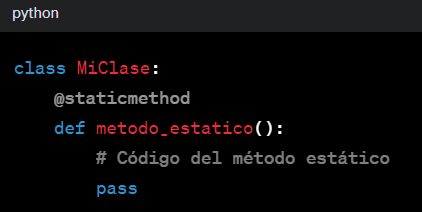 python
class MiClase:
    @staticmethod
    def metodo_estatico():
        # Código del método estático
        pass